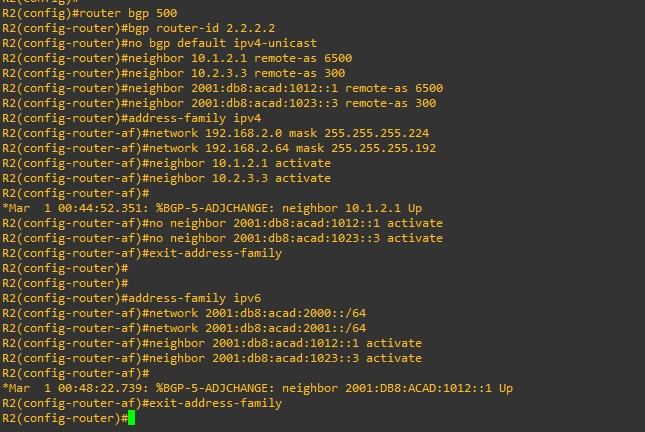 R2(config)#
R2(config)#router bgp 500
R2(config-router)#bgp router-id 2.2.2.2
R2(config-router)#no bgp default ipv4-unicast
R2(config-router)#neighbor 10.1.2.1 remote-as 6500
R2(config-router)#neighbor 10.2.3.3 remote-as 300
R2(config-router)#neighbor 2001:db8:acad:1012::1 remote-as 6500
R2(config-router)#neighbor 2001:db8:acad:1023::3 remote-as 300
R2(config-router)#address-family ipv4
R2(config-router-af)#network 192.168.2.0 mask 255.255.255.224
R2(config-router-af)#network 192.168.2.64 mask 255.255.255.192
R2(config-router-af)#neighbor 10.1.2.1 activate
R2(config-router-af)#neighbor 10.2.3.3 activate
R2(config-router-af)#
*Mar  1 00:44:52.351: %BGP-5-ADJCHANGE: neighbor 10.1.2.1 Up
R2(config-router-af)#no neighbor 2001:db8:acad:1012::1 activate
R2(config-router-af)#no neighbor 2001:db8:acad:1023::3 activate
R2(config-router-af)#exit-address-family
R2(config-router)#
R2(config-router)#
R2(config-router)#address-family ipv6
R2(config-router-af)#network 2001:db8:acad:2000::/64
R2(config-router-af)#network 2001:db8:acad:2001::/64
R2(config-router-af)#neighbor 2001:db8:acad:1012::1 activate
R2(config-router-af)#neighbor 2001:db8:acad:1023::3 activate
R2(config-router-af)#
*Mar  1 00:48:22.739: %BGP-5-ADJCHANGE: neighbor 2001:DB8:ACAD:1012::1 Up
R2(config-router-af)#exit-address-family
R2(config-router)#